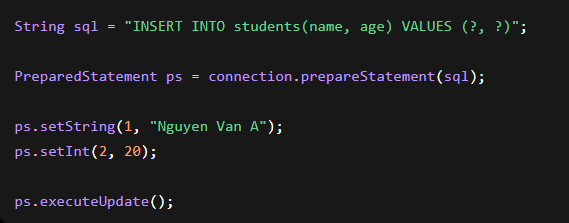 String sql = "INSERT INTO students(name, age) VALUES (?, ?)";
PreparedStatement ps = connection.prepareStatement(sql);
ps.setString(1, "Nguyen Van A");
ps.setInt(2, 20);
ps.executeUpdate();